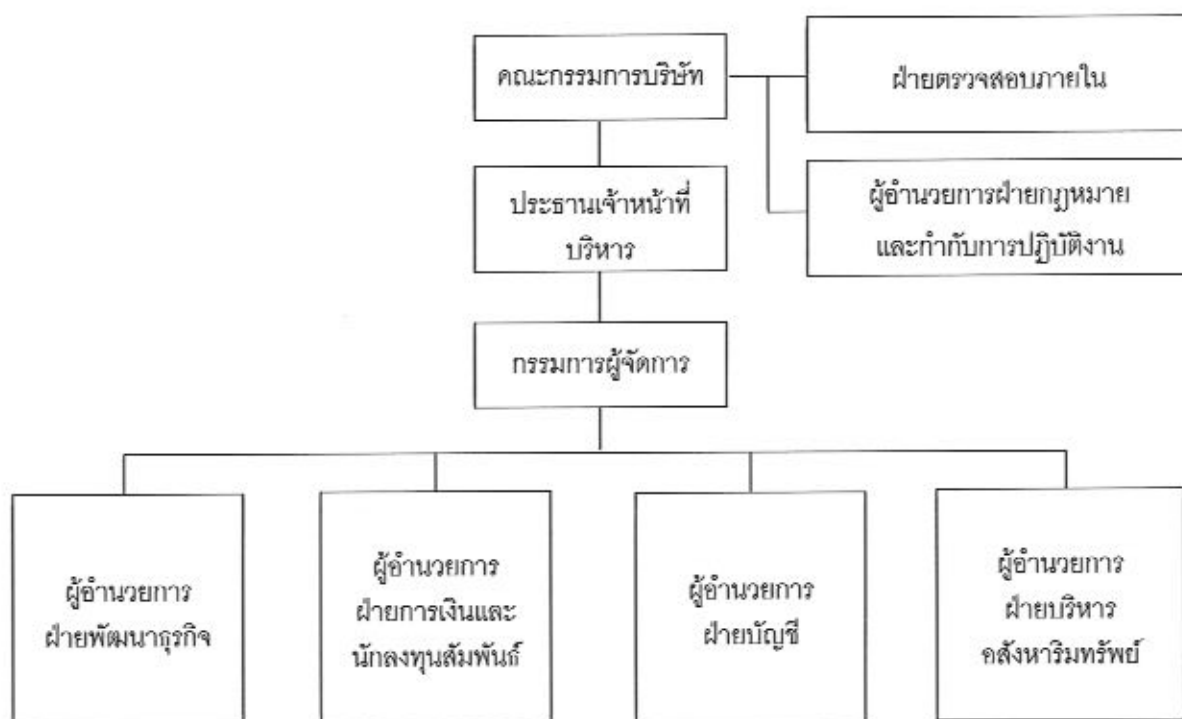 คณะกรรมการบริษัท
ฝ่ายตรวจสอบภายใน
ประธานเจ้าหน้าที่
บริหาร
ผู้อำนวยการฝ่ายกฎหมาย
และกำกับการปฏิบัติงาน
กรรมการผู้จัดการ
ผู้อำนวยการ
ฝ่ายพัฒนาธุรกิจ
ผู้อำนวยการ
ฝ่ายการเงินและ
นักลงทุนสัมพันธ์
ผู้อำนวยการ
ฝ่ายบัญชี
ผู้อำนวยการ
ฝ่ายบริหาร
อสังหาริมทรัพย์